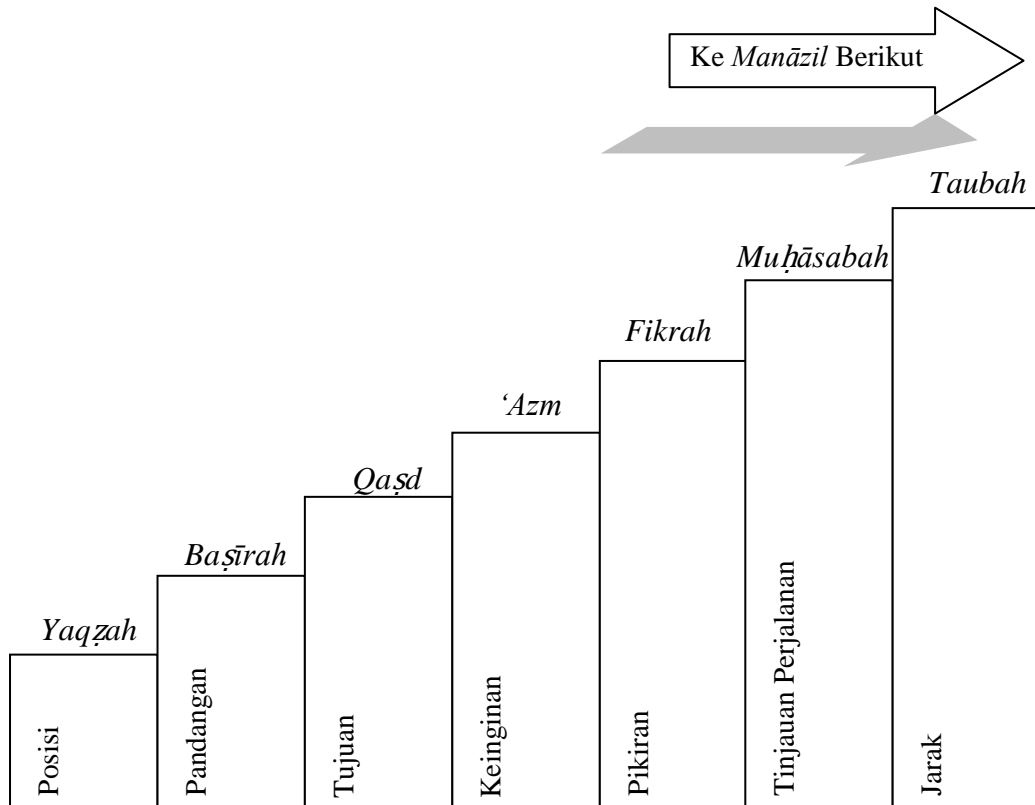 Ke Manāzil Berikut
Taubah
Muḥāsabah
Fikrah
‘Azm
Qaṣd
Baṣīrah
Yaqẓah
Posisi
Pandangan
Tujuan
Keinginan
Pikiran
Tinjauan Perjalanan
Jarak